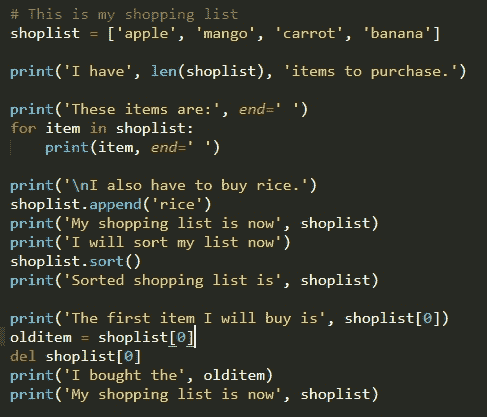 # This is my shopping list
shoplist = ['apple', 'mango', 'carrot', 'banana']
print('I have', len(shoplist), 'items to purchase.')
print('These items are:', end=' ')
for item in shoplist:
    print(item, end=' ')
print('\nI also have to buy rice.')
shoplist.append('rice')
print('My shopping list is now', shoplist)
print('I will sort my list now')
shoplist.sort()
print('Sorted shopping list is', shoplist)
print('The first item I will buy is', shoplist[0])
olditem = shoplist[0]
del shoplist[0]
print('I bought the', olditem)
print('My shopping list is now', shoplist)